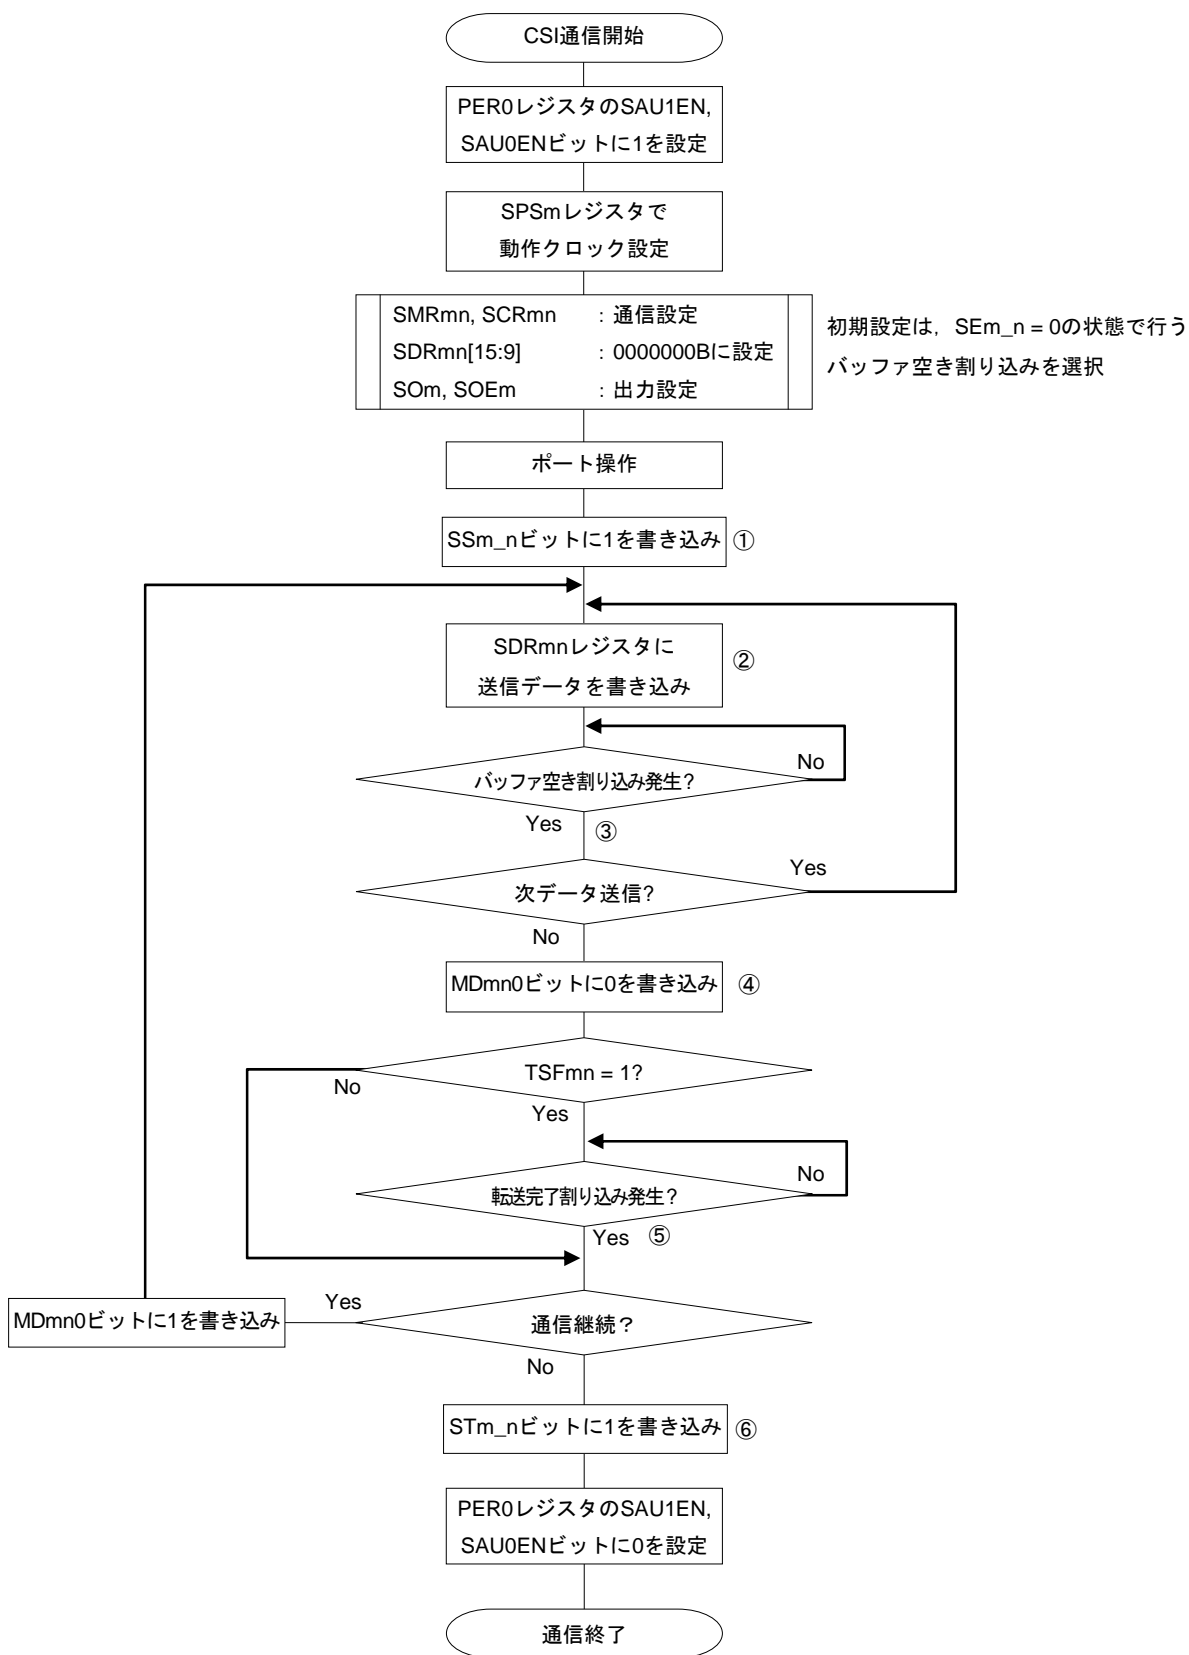 CSI通信開始
PER0レジスタのSAU1EN,
SAU0ENビットに1を設定
SPSmレジスタで
動作クロック設定
SMRmn, SCRmn : 通信設定
SDRmn[15:9] : 0000000Bに設定
SOm, SOEm : 出力設定
初期設定は，SEm_n = 0の状態で行う
バッファ空き割り込みを選択
ポート操作
SSm_nビットに1を書き込み ①
SDRmnレジスタに
送信データを書き込み
②
No
バッファ空き割り込み発生？
Yes ③
Yes
次データ送信?
No
MDmn0ビットに0を書き込み ④
TSFmn = 1?
No
Yes
No
転送完了割り込み発生？
Yes ⑤
MDmn0ビットに1を書き込み
Yes
通信継続？
No
STm_nビットに1を書き込み ⑥
PER0レジスタのSAU1EN,
SAU0ENビットに0を設定
通信終了